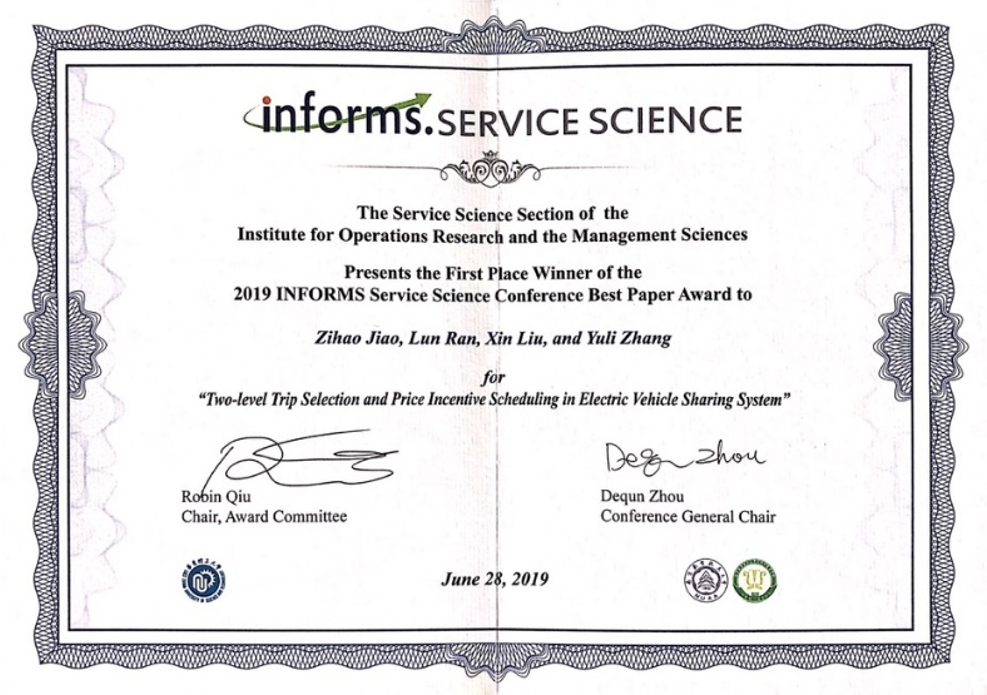 informs. SERVICE SCIENCE
The Service Science Section of the
Institute for Operations Research and the Management Sciences
Presents the First Place Winner of the
2019 INFORMS Service Science Conference Best Paper Award to
Zihao Jiao, Lun Ran, Xin Liu, and Yuli Zhang
for
“Two-level Trip Selection and Price Incentive Scheduling in Electric Vehicle Sharing System”
Dequn Zhou
Robin Qiu
Chair, Award Committee
Dequn Zhou
Conference General Chair
June 28, 2019